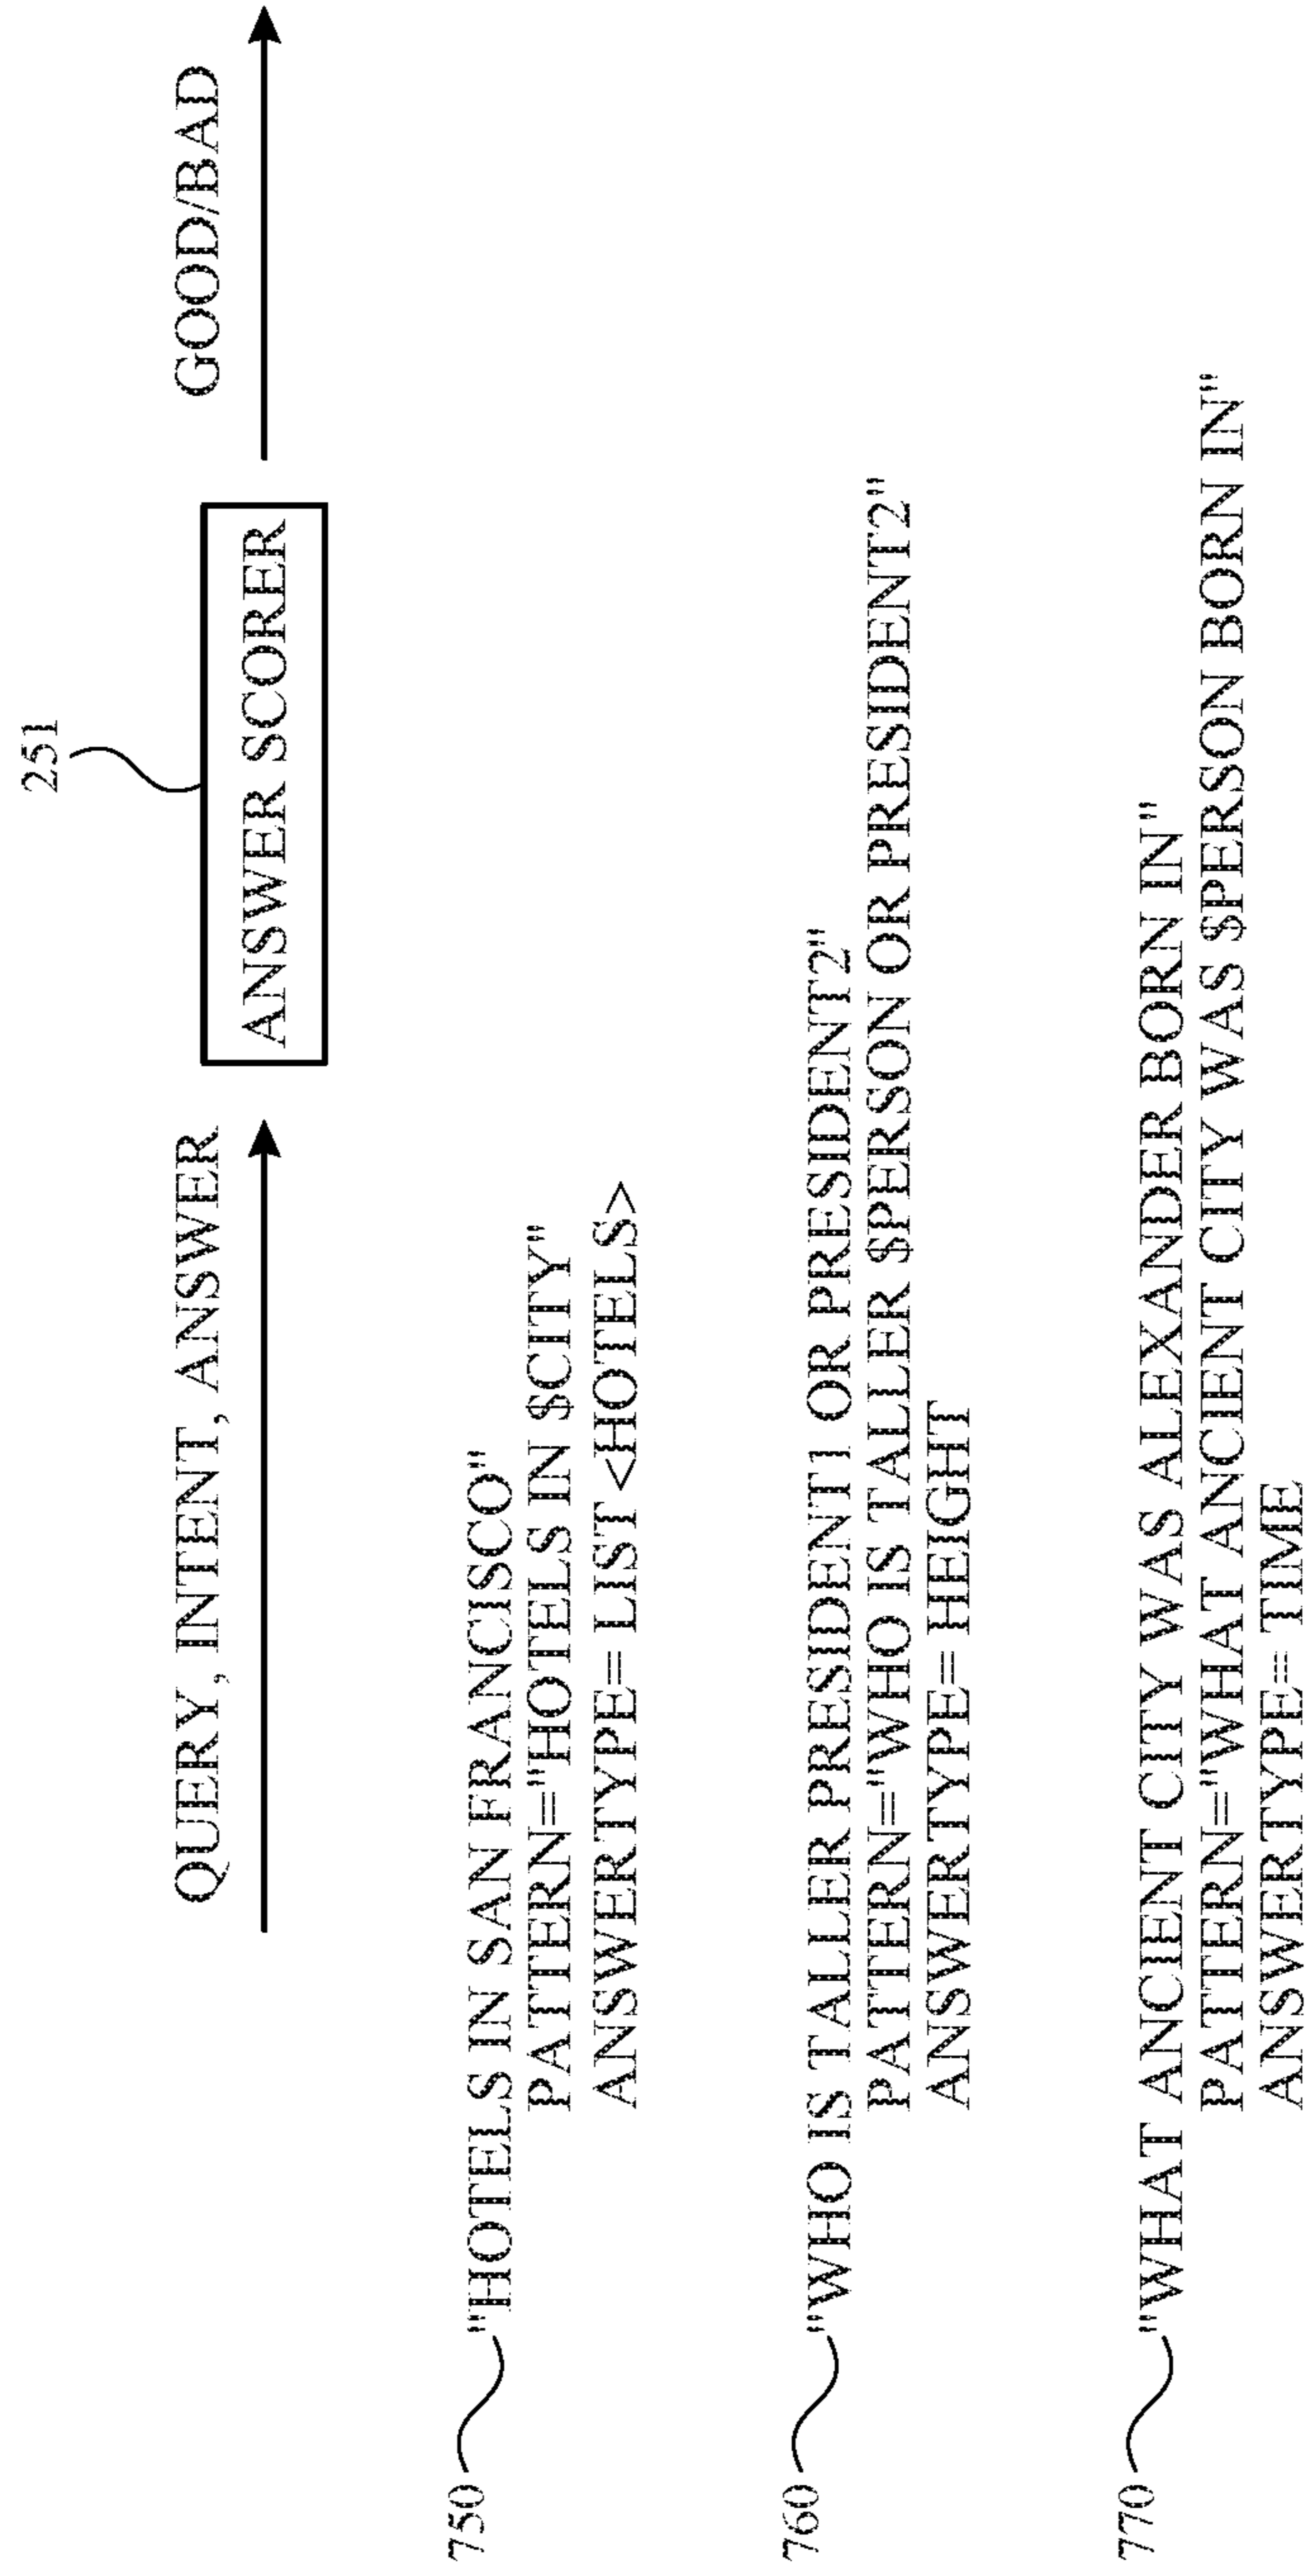 251
QUERY, INTENT, ANSWER
ANSWER SCORER
GOOD/BAD
750
"HOTELS IN SAN FRANCISCO"
PATTERN="HOTELS IN $CITY"
ANSWERTYPE= LIST <HOTELS>
760
"WHO IS TALLER PRESIDENT1 OR PRESIDENT2"
PATTERN="WHO IS TALLER $PERSON OR PRESIDENT2"
ANSWERTYPE= HEIGHT
770
"WHAT ANCIENT CITY WAS ALEXANDER BORN IN"
PATTERN="WHAT ANCIENT CITY WAS $PERSON BORN IN"
ANSWERTYPE= TIME